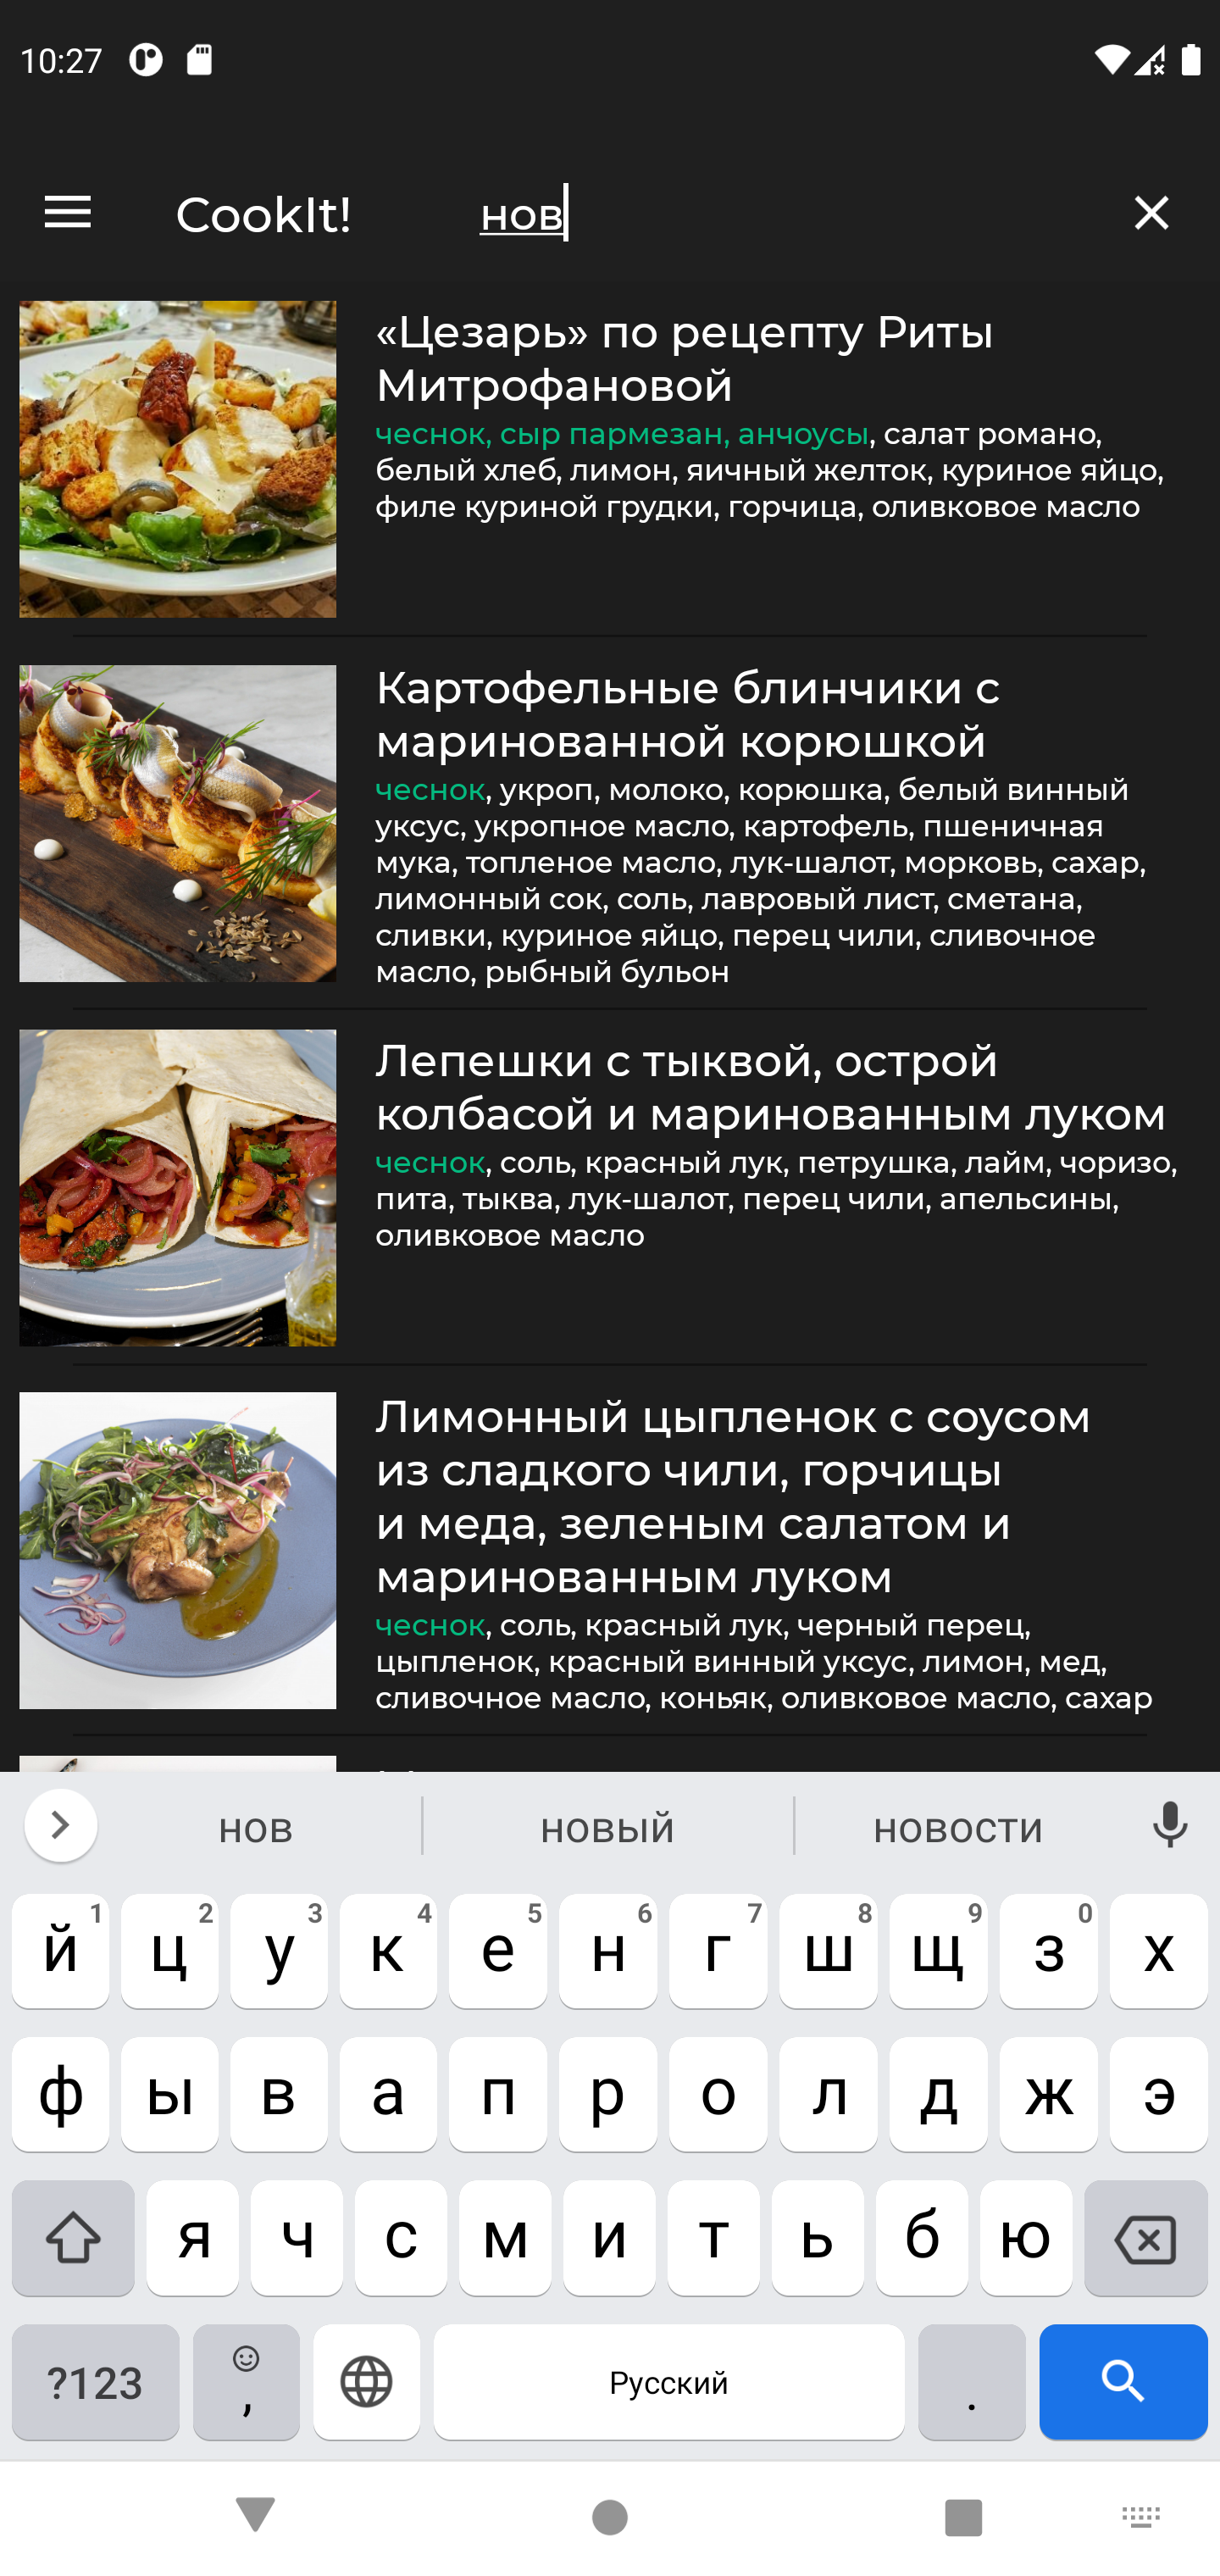 10:27
CookIt!
нов
«Цезарь» по рецепту Риты
Митрофановой
чеснок, сыр пармезан, анчоусы, салат романо,
белый хлеб, лимон, яичный желток, куриное яйцо,
филе куриной грудки, горчица, оливковое масло
Картофельные блинчики с
маринованной корюшкой
чеснок, укроп, молоко, корюшка, белый винный
уксус, укропное масло, картофель, пшеничная
мука, топленое масло, лук-шалот, морковь, сахар,
лимонный сок, соль, лавровый лист, сметана,
сливки, куриное яйцо, перец чили, сливочное
масло, рыбный бульон
Лепешки с тыквой, острой
колбасой и маринованным луком
чеснок, соль, красный лук, петрушка, лайм, чоризо,
пита, тыква, лук-шалот, перец чили, апельсины,
оливковое масло
Лимонный цыпленок с соусом
из сладкого чили, горчицы
и меда, зеленым салатом и
маринованным луком
чеснок, соль, красный лук, черный перец,
цыпленок, красный винный уксус, лимон, мед,
сливочное масло, коньяк, оливковое масло, сахар
нов новый новости
1 2 3 4 5 6 7 8 9 0
й ц у к е н г ш щ з х
ф ы в а п р о л д ж э
я ч с м и т ь б ю
?123 , Русский .